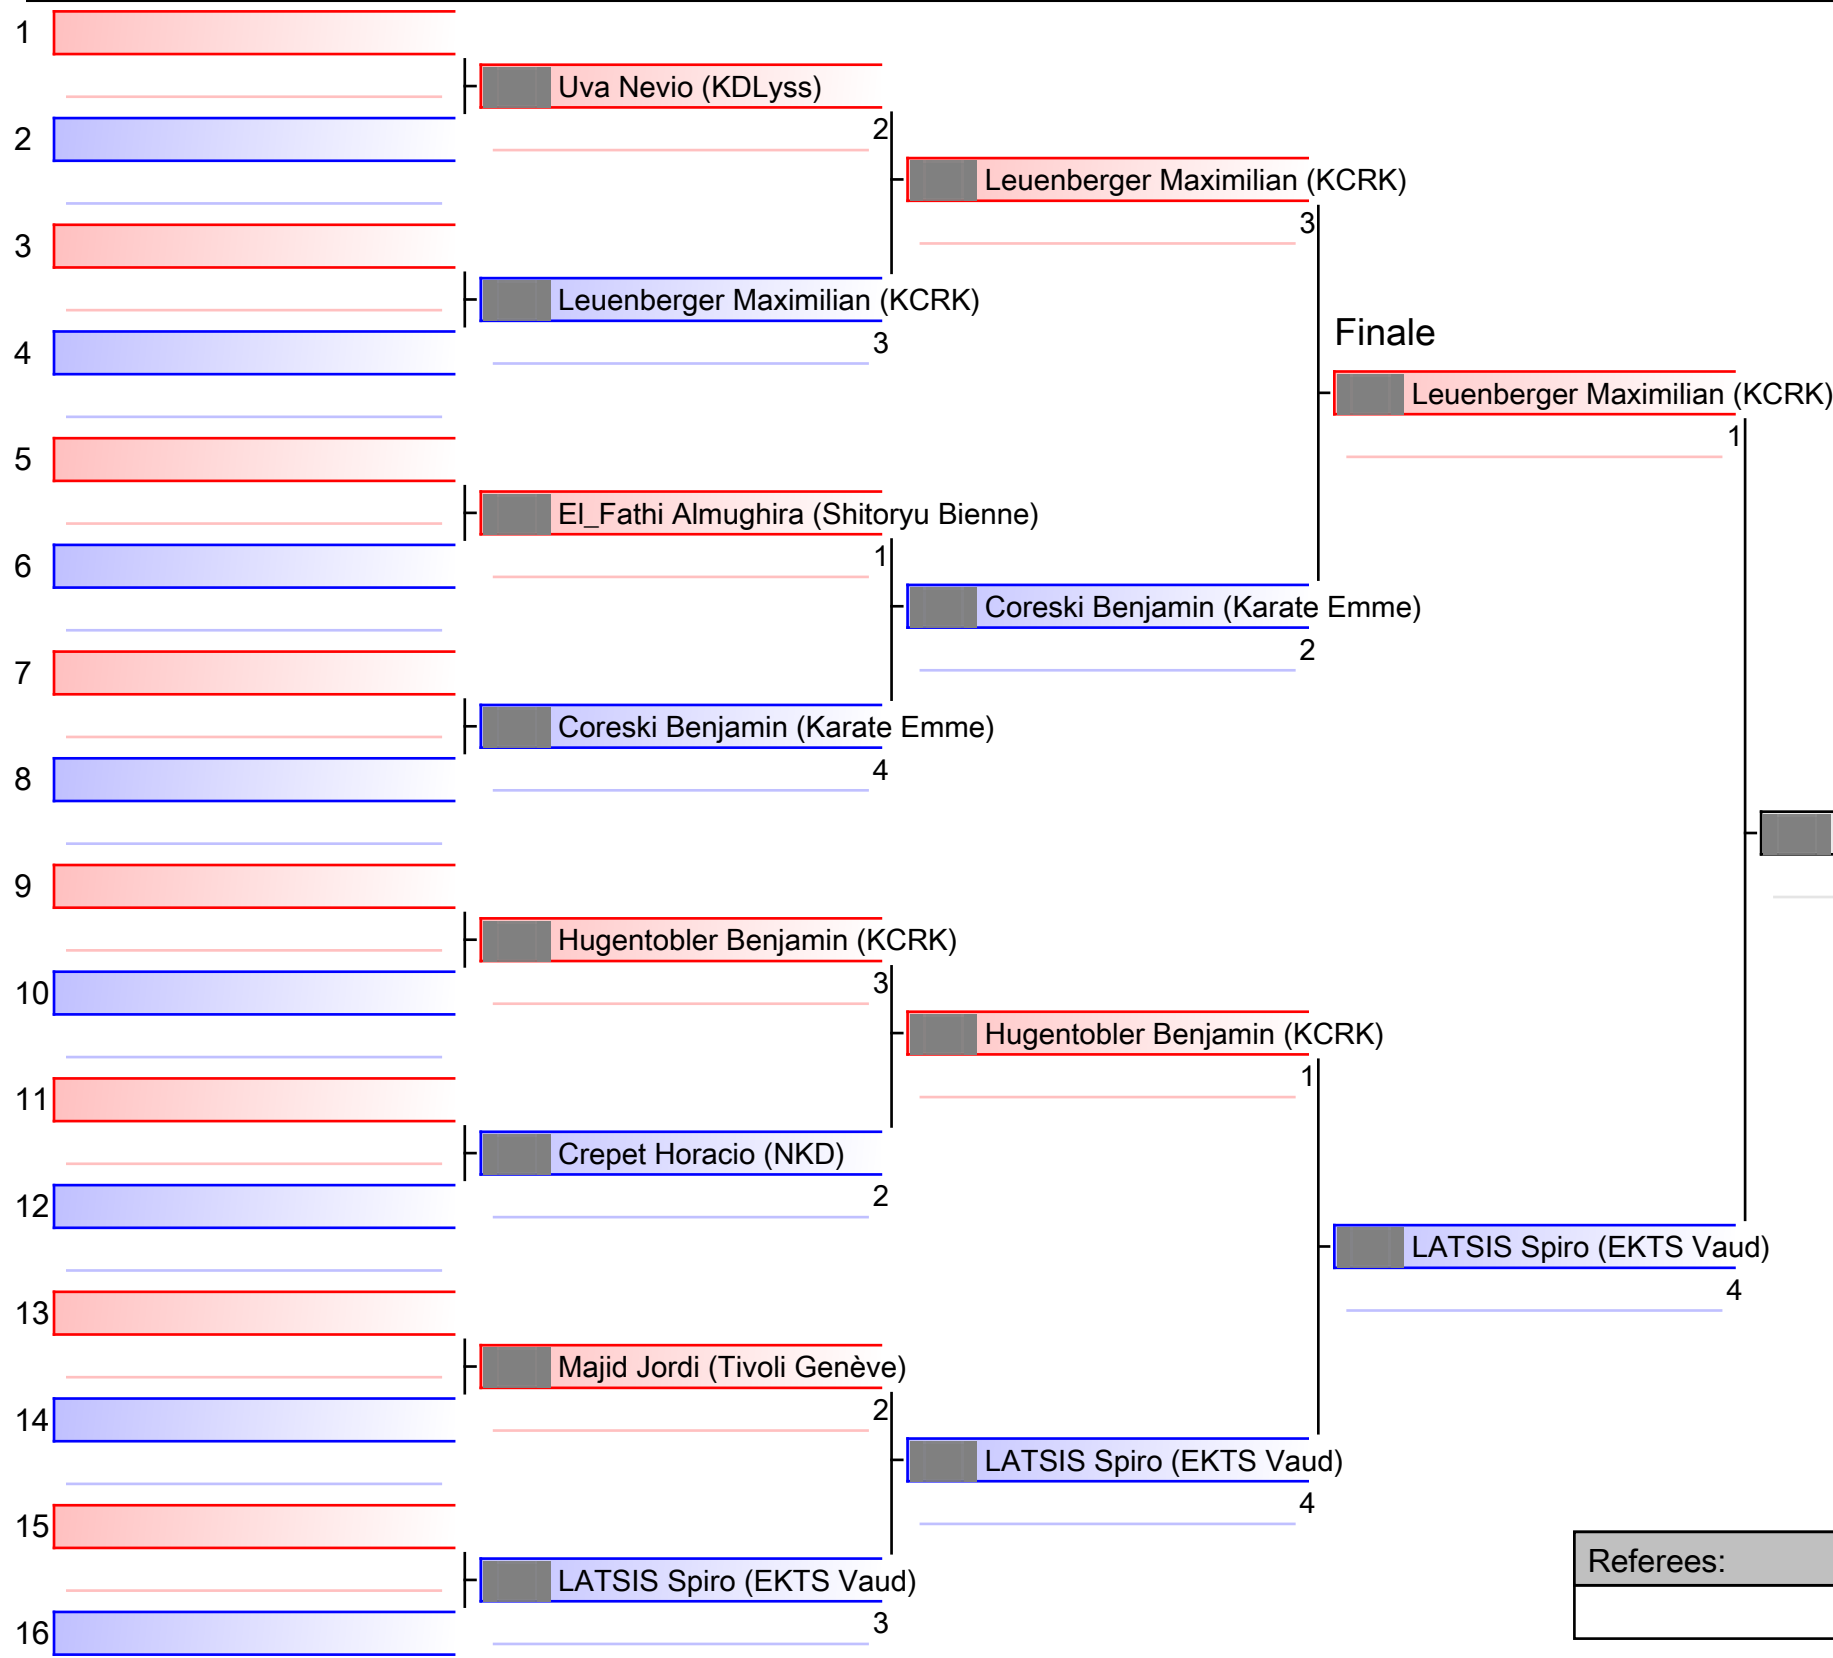 1
Uva Nevio (KDLyss)
2
2
Leuenberger Maximilian (KCRK)
3
3
Leuenberger Maximilian (KCRK)
Finale
4
3
Leuenberger Maximilian (KCRK)
1
5
El_Fathi Almughira (Shitoryu Bienne)
1
6
Coreski Benjamin (Karate Emme)
2
7
Coreski Benjamin (Karate Emme)
4
8
9
Hugentobler Benjamin (KCRK)
3
10
Hugentobler Benjamin (KCRK)
1
11
Crepet Horacio (NKD)
2
12
LATSIS Spiro (EKTS Vaud)
4
13
Majid Jordi (Tivoli Genève)
2
14
LATSIS Spiro (EKTS Vaud)
4
15
Referees:
LATSIS Spiro (EKTS Vaud)
3
16